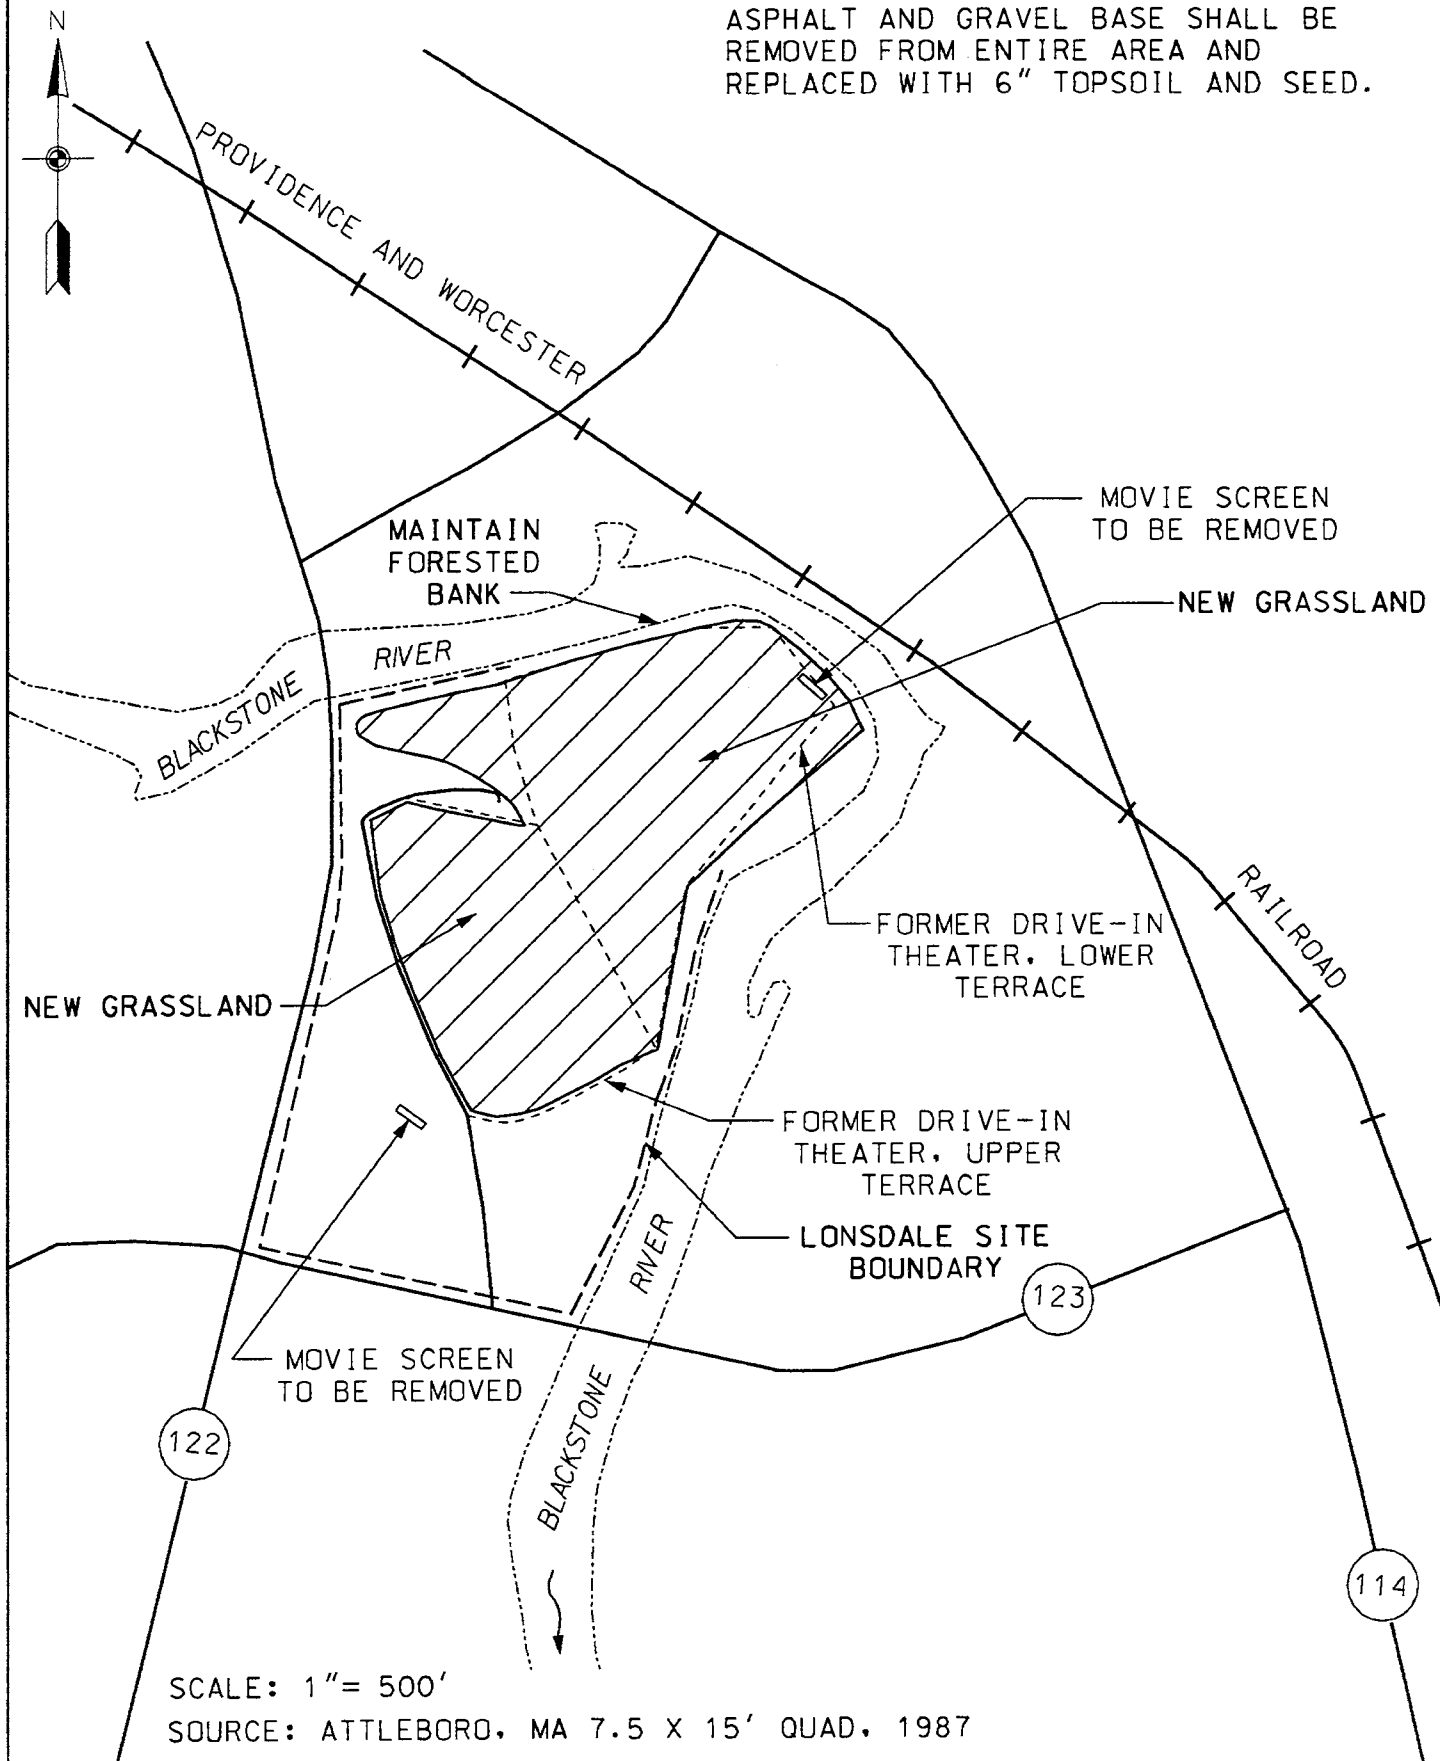 ASPHALT AND GRAVEL BASE SHALL BE
REMOVED FROM ENTIRE AREA AND
REPLACED WITH 6" TOPSOIL AND SEED.
N
PROVIDENCE AND WORCESTER
MOVIE SCREEN
TO BE REMOVED
MAINTAIN
FORESTED
BANK
NEW GRASSLAND
BLACKSTONE RIVER
FORMER DRIVE-IN
THEATER, LOWER
TERRACE
RAILROAD
NEW GRASSLAND
FORMER DRIVE-IN
THEATER, UPPER
TERRACE
LONSDALE SITE
BOUNDARY
123
MOVIE SCREEN
TO BE REMOVED
BLACKSTONE RIVER
122
114
SCALE: 1"= 500'
SOURCE: ATTLEBORO, MA 7.5 X 15' QUAD, 1987